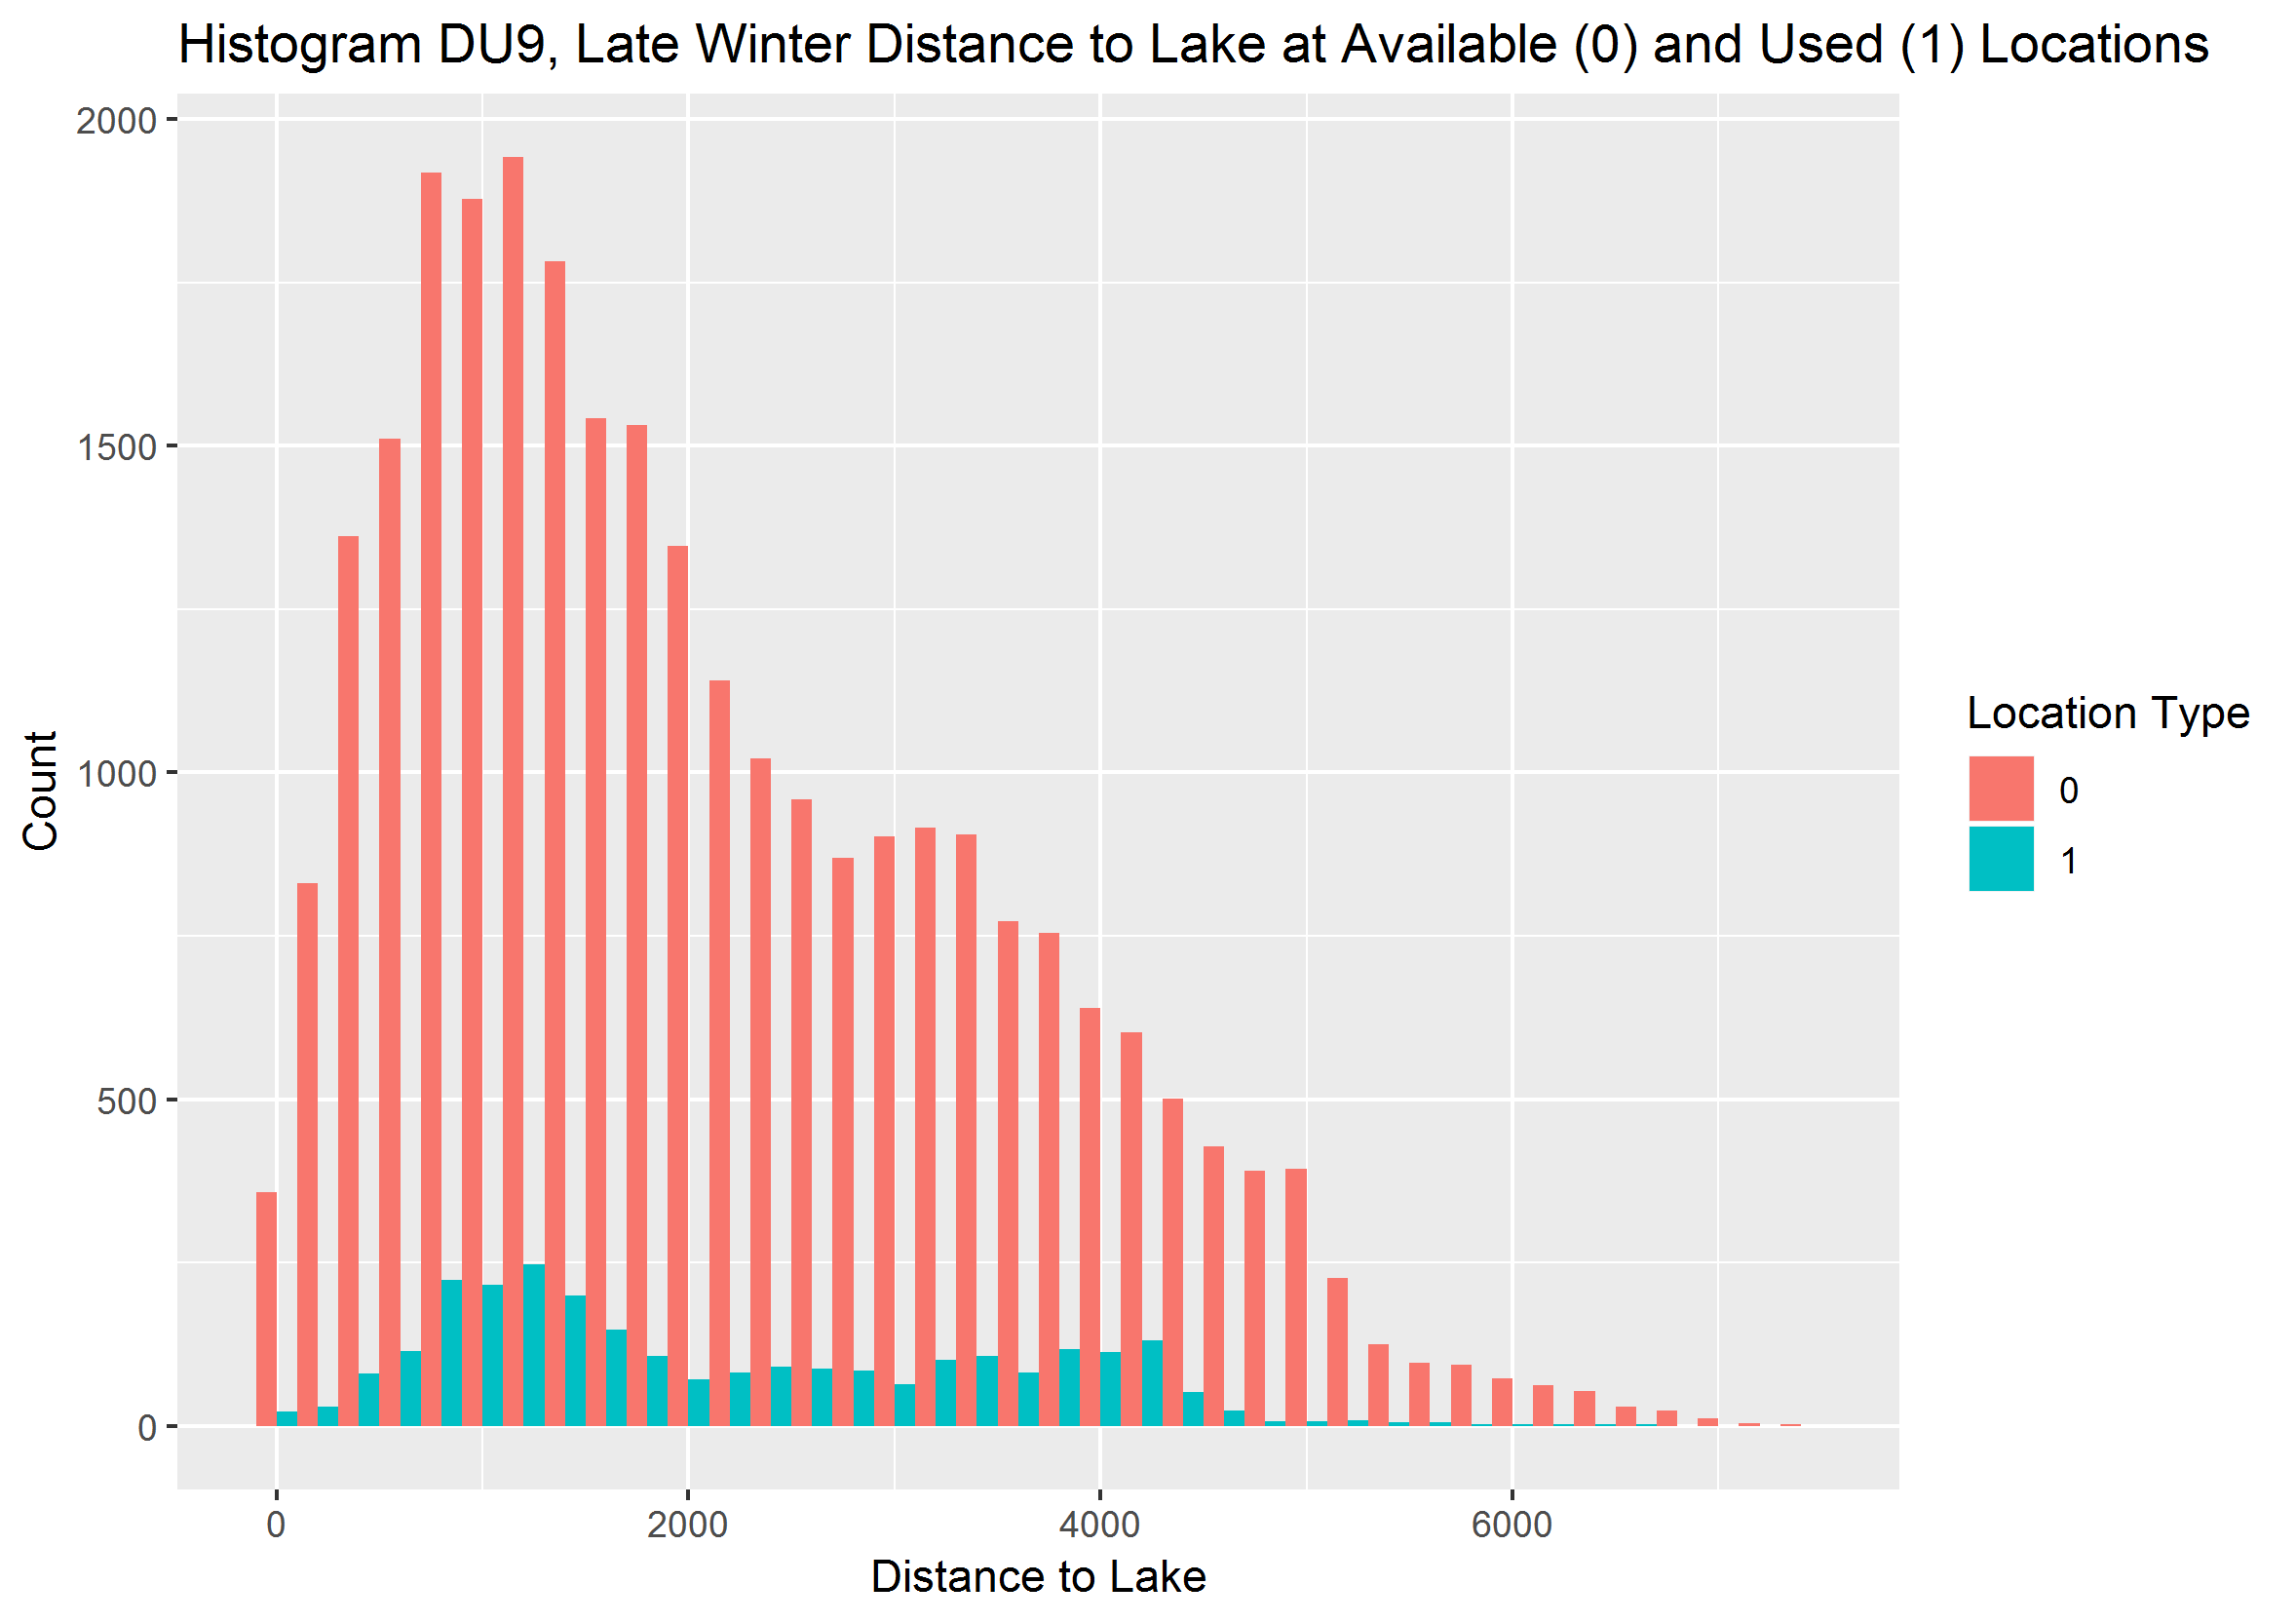 Histogram DU9, Late Winter Distance to Lake at Available (0) and Used (1) Locations
2000
1500
1000
500
0
Count
0
2000
4000
6000
Distance to Lake
Location Type
0
1